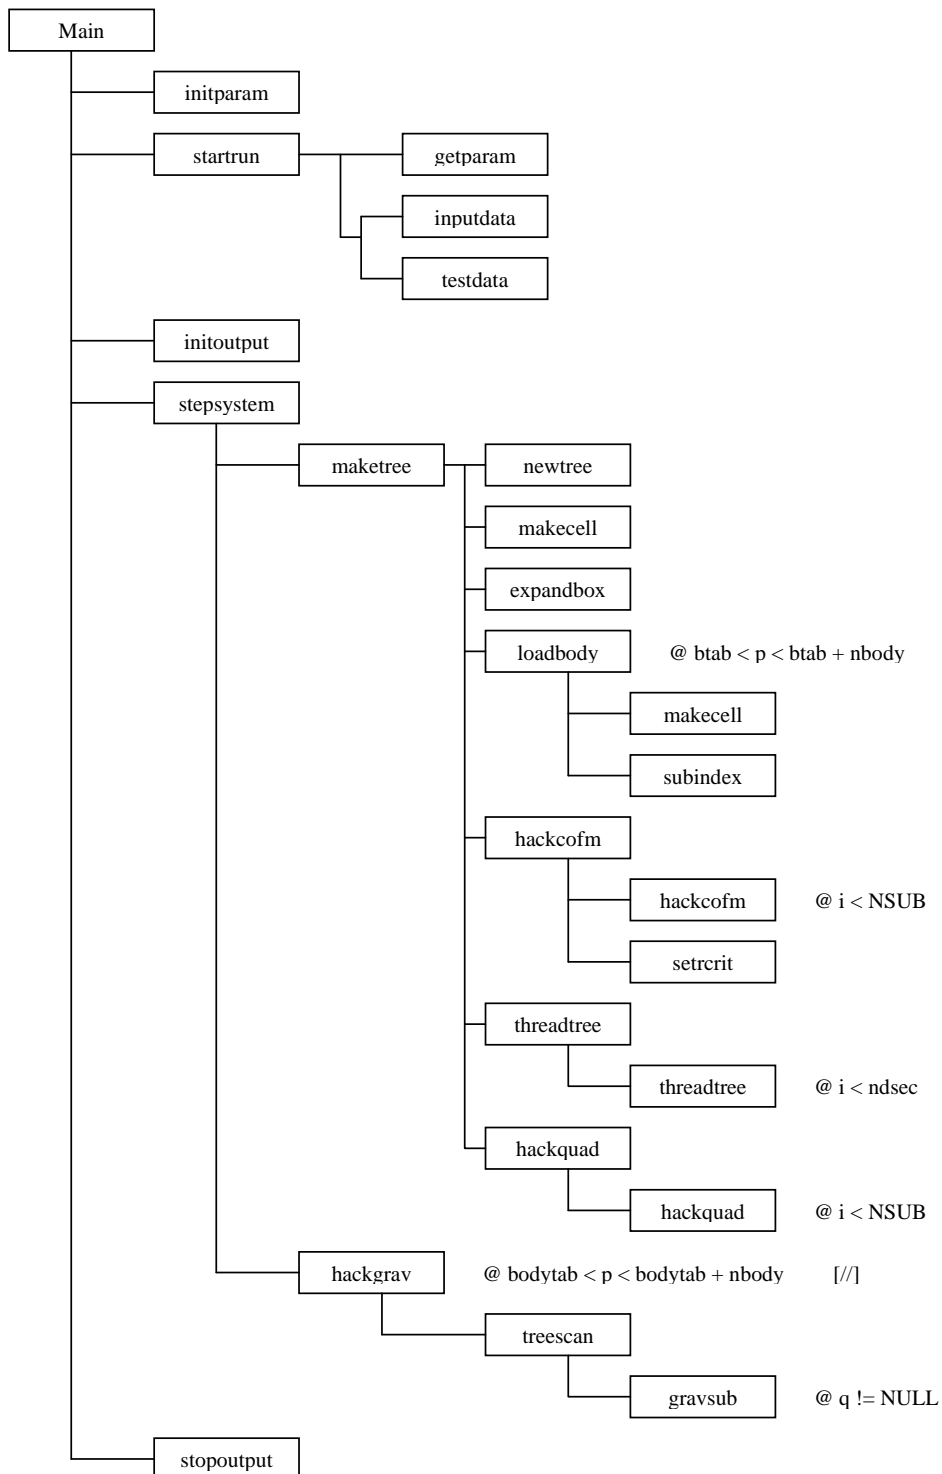 Main
initparam
startrun
getparam
inputdata
testdata
initoutput
stepsystem
maketree
newtree
makecell
expandbox
loadbody @ btab < p < btab + nbody
makecell
subindex
hackcofm
hackcofm @ i < NSUB
setrcrit
threadtree
threadtree @ i < ndsec
hackquad
hackquad @ i < NSUB
hackgrav @ bodytab < p < bodytab + nbody [//]
treescan
gravsub @ q != NULL
stopoutput